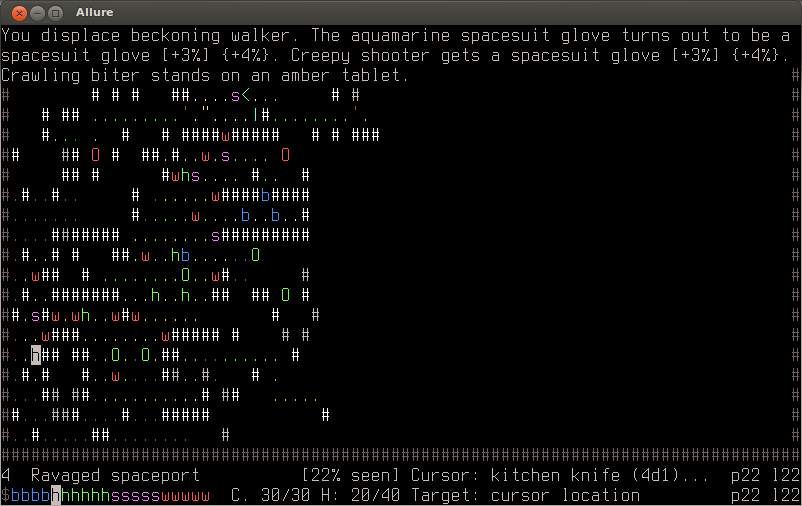 Allure
You displace beckoning walker. The aquamarine spacesuit glove turns out to be a
spacesuit glove [+3%] {+4%}. Creepy shooter gets a spacesuit glove [+3%] {+4%}.
Crawling biter stands on an amber tablet.
4 Ravaged spaceport [22% seen] Cursor: kitchen knife (4d1)... p22 l22
$bbbbhhhhhhsssssswwwww C. 30/30 H: 20/40 Target: cursor location p22 l22